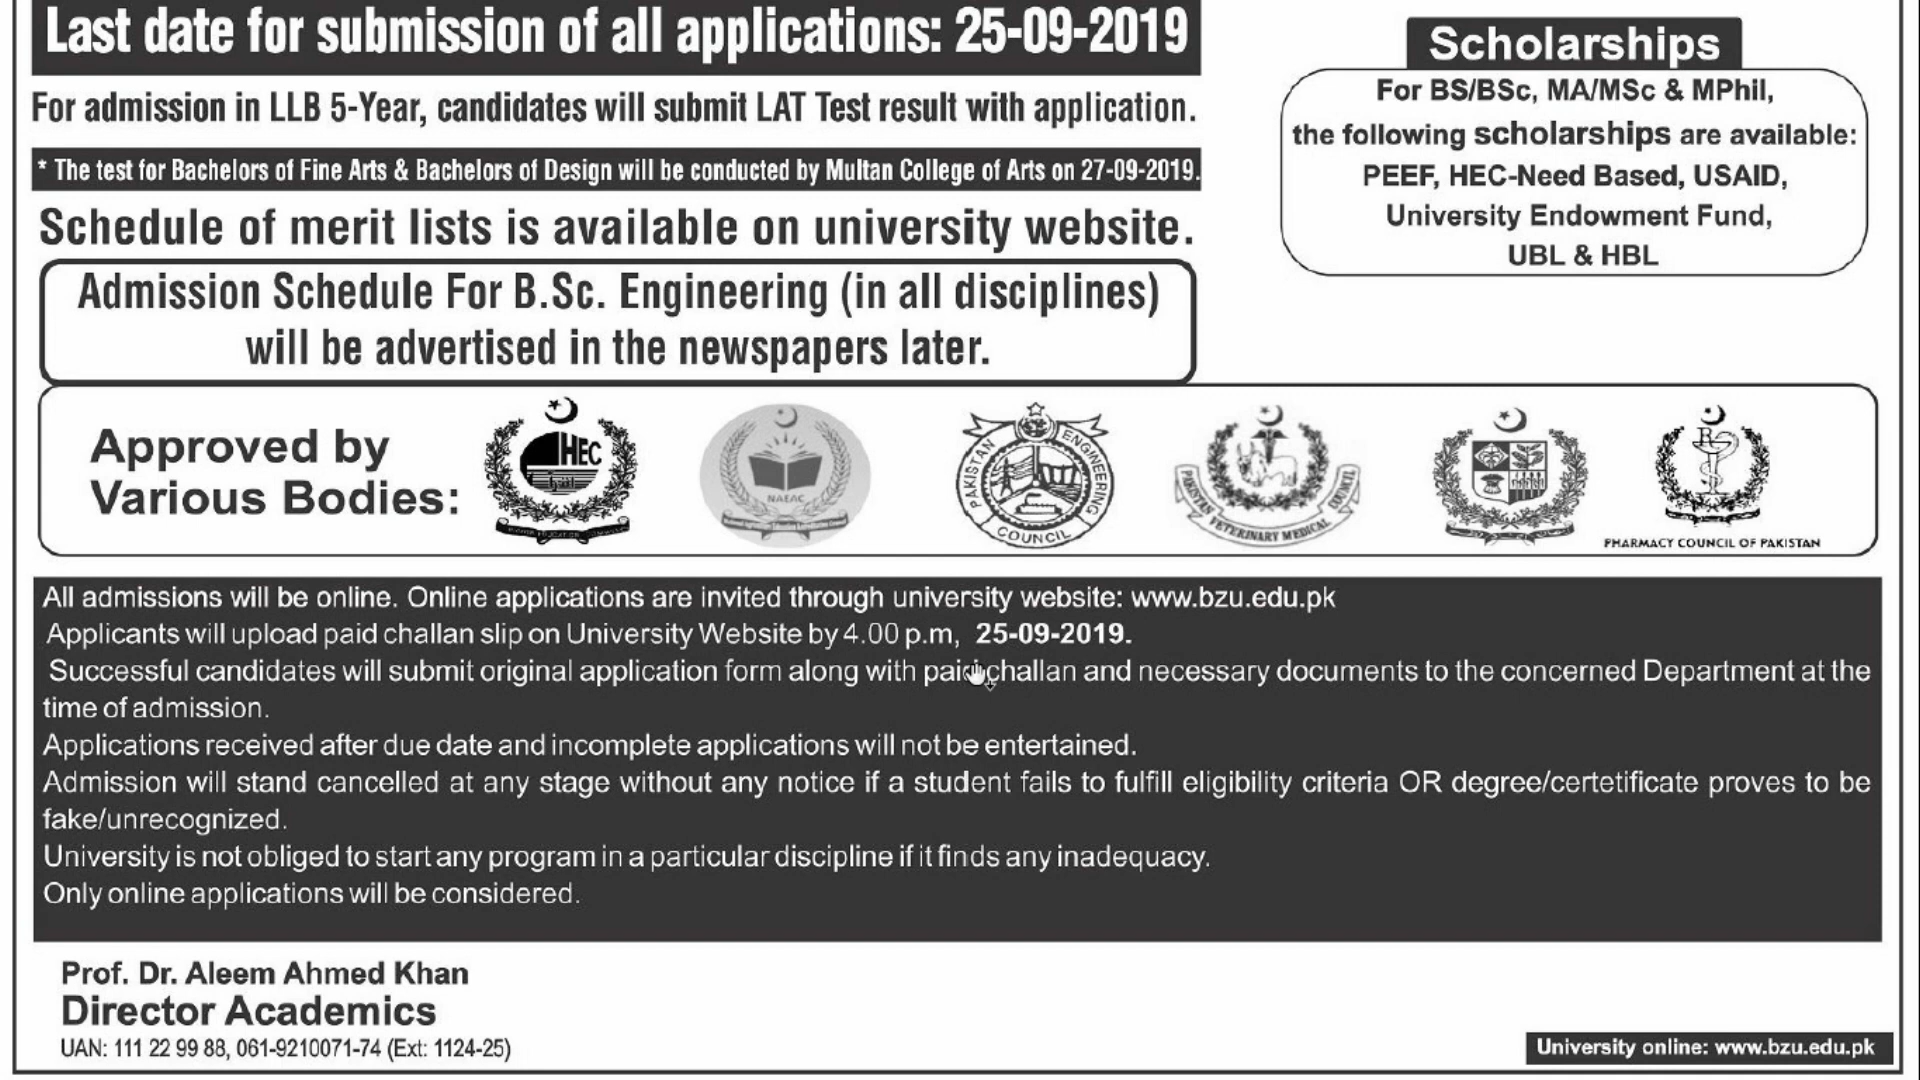 Last date for submission of all applications: 25-09-2019
For admission in LLB 5-Year, candidates will submit LAT Test result with application.
* The test for Bachelors of Fine Arts & Bachelors of Design will be conducted by Multan College of Arts on 27-09-2019.
Schedule of merit lists is available on university website.
Admission Schedule For B.Sc. Engineering (in all disciplines)
will be advertised in the newspapers later.
Scholarships
For BS/BSc, MA/MSc & MPhil,
the following scholarships are available:
PEEF, HEC-Need Based, USAID,
University Endowment Fund,
UBL & HBL
Approved by
Various Bodies:
HEC
NAEAC
PAKISTAN ENGINEERING
COUNCIL
PAKISTAN VETERINARY MEDICAL COUNCIL
PHARMACY COUNCIL OF PAKISTAN
All admissions will be online. Online applications are invited through university website: www.bzu.edu.pk
Applicants will upload paid challan slip on University Website by 4.00 p.m, 25-09-2019.
Successful candidates will submit original application form along with paid challan and necessary documents to the concerned Department at the
time of admission.
Applications received after due date and incomplete applications will not be entertained.
Admission will stand cancelled at any stage without any notice if a student fails to fulfill eligibility criteria OR degree/certetificate proves to be
fake/unrecognized.
University is not obliged to start any program in a particular discipline if it finds any inadequacy.
Only online applications will be considered.
Prof. Dr. Aleem Ahmed Khan
Director Academics
UAN: 111 22 99 88, 061-9210071-74 (Ext: 1124-25)
University online: www.bzu.edu.pk